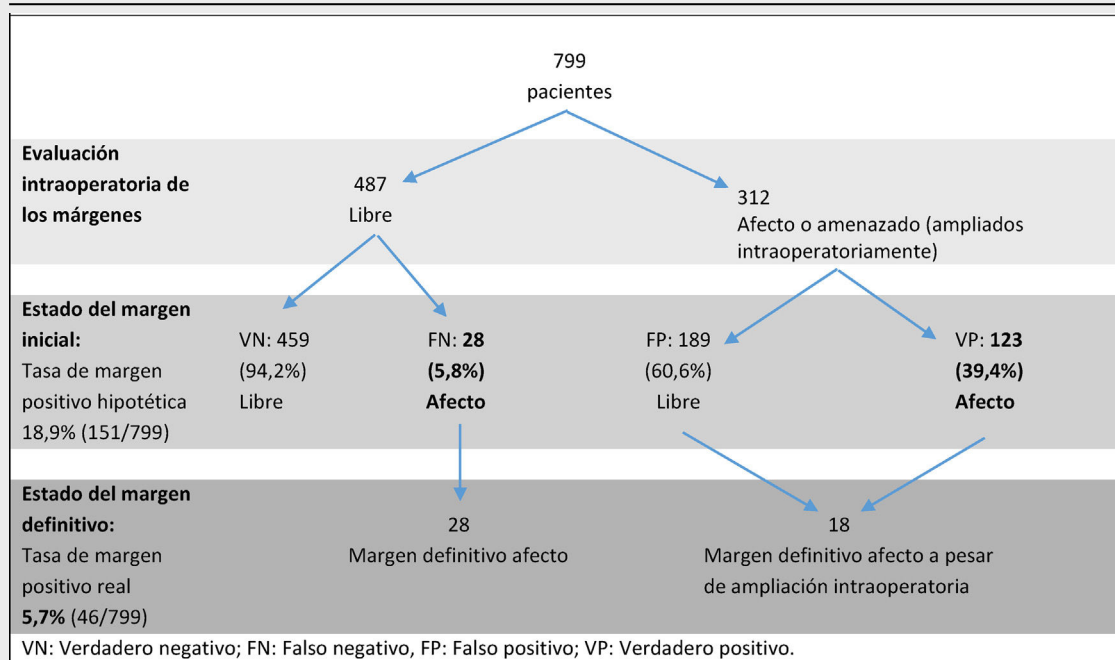 799
pacientes
Evaluación
intraoperatoria de
los márgenes
487
Libre
312
Afecto o amenazado (ampliados
intraoperatoriamente)
Estado del margen
inicial:
Tasa de margen
positivo hipotética
18,9% (151/799)
VN: 459
(94,2%)
Libre
FN: 28
(5,8%)
Afecto
FP: 189
(60,6%)
Libre
VP: 123
(39,4%)
Afecto
Estado del margen
definitivo:
Tasa de margen
positivo real
5,7% (46/799)
28
Margen definitivo afecto
18
Margen definitivo afecto a pesar
de ampliación intraoperatoria
VN: Verdadero negativo; FN: Falso negativo, FP: Falso positivo; VP: Verdadero positivo.